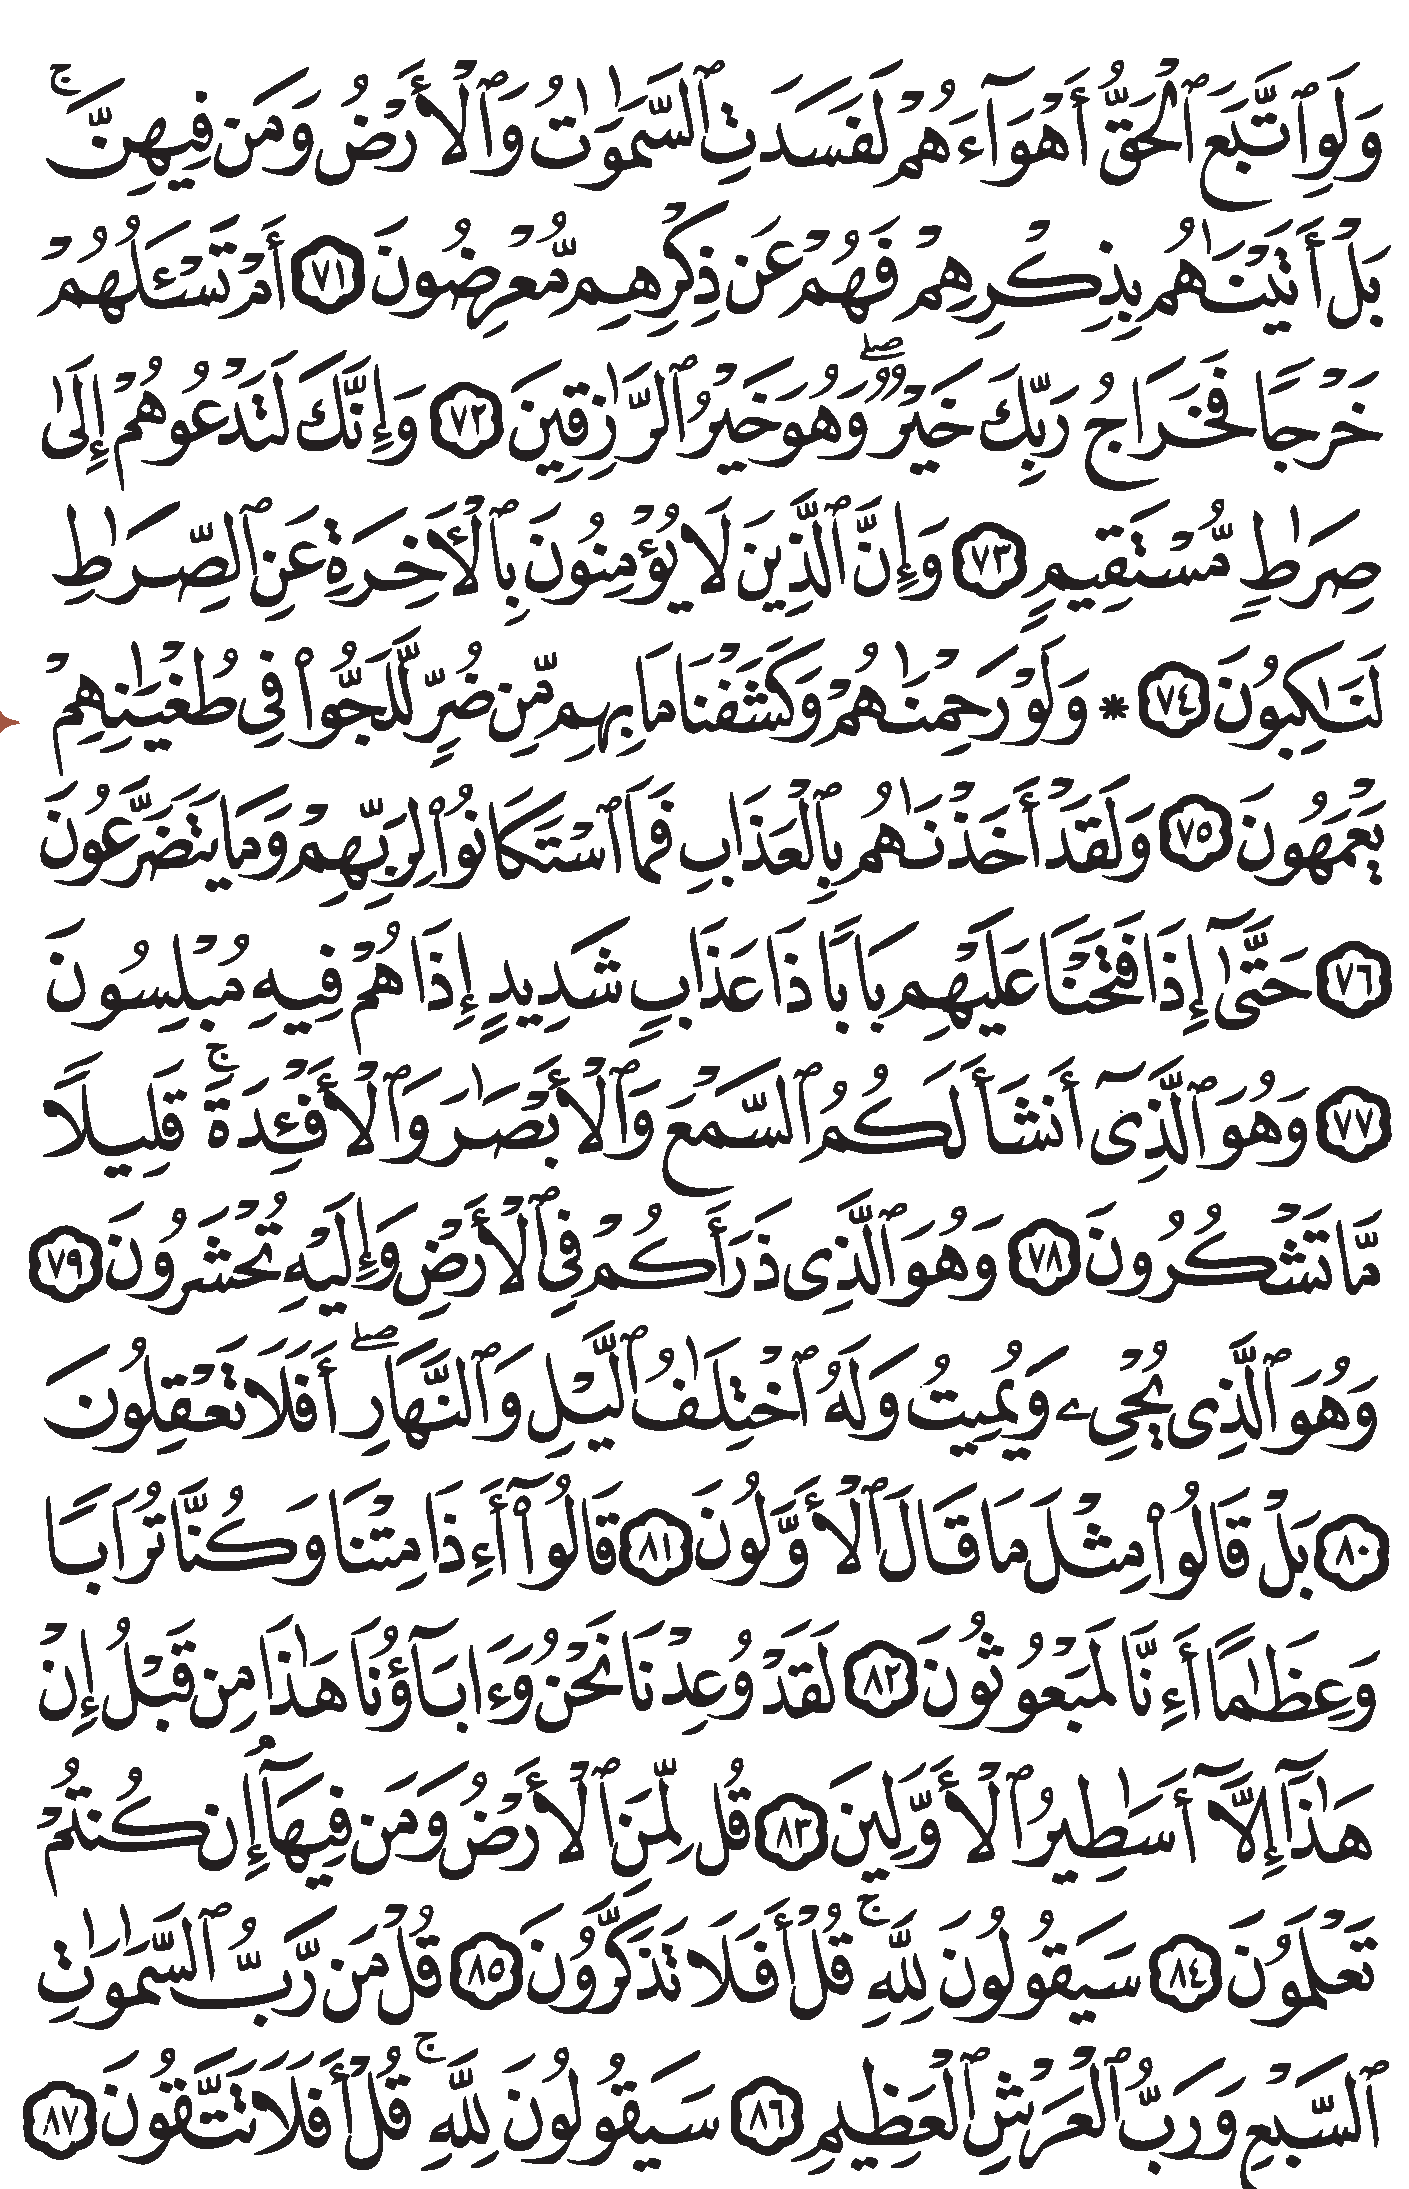 وَلَوِ ٱتَّبَعَ ٱلْحَقُّ أَهْوَآءَهُمْ لَفَسَدَتِ ٱلسَّمَٰوَٰتُ وَٱلْأَرْضُ وَمَن فِيهِنَّ ۚ
بَلْ أَتَيْنَٰهُم بِذِكْرِهِمْ فَهُمْ عَن ذِكْرِهِم مُّعْرِضُونَ ٧١ أَمْ تَسْـَٔلُهُمْ
خَرْجًا فَخَرَاجُ رَبِّكَ خَيْرٌ ۖ وَهُوَ خَيْرُ ٱلرَّٰزِقِينَ ٧٢ وَإِنَّكَ لَتَدْعُوهُمْ إِلَىٰ
صِرَٰطٍ مُّسْتَقِيمٍ ٧٣ وَإِنَّ ٱلَّذِينَ لَا يُؤْمِنُونَ بِٱلْأَخِرَةِ عَنِ ٱلصِّرَٰطِ
لَنَٰكِبُونَ ٧٤ * وَلَوْ رَحِمْنَٰهُمْ وَكَشَفْنَا مَا بِهِم مِّن ضُرٍّ لَّلَجُّوا۟ فِي طُغْيَٰنِهِمْ
يَعْمَهُونَ ٧٥ وَلَقَدْ أَخَذْنَٰهُم بِٱلْعَذَابِ فَمَا ٱسْتَكَانُوا۟ لِرَبِّهِمْ وَمَا يَتَضَرَّعُونَ
٧٦ حَتَّىٰٓ إِذَا فَتَحْنَا عَلَيْهِم بَابًا ذَا عَذَابٍ شَدِيدٍ إِذَا هُمْ فِيهِ مُبْلِسُونَ
٧٧ وَهُوَ ٱلَّذِىٓ أَنشَأَ لَكُمُ ٱلسَّمْعَ وَٱلْأَبْصَٰرَ وَٱلْأَفْـِٔدَةَ ۚ قَلِيلًا
مَّا تَشْكُرُونَ ٧٨ وَهُوَ ٱلَّذِى ذَرَأَكُمْ فِى ٱلْأَرْضِ وَإِلَيْهِ تُحْشَرُونَ ٧٩
وَهُوَ ٱلَّذِى يُحْىِۦ وَيُمِيتُ وَلَهُ ٱخْتِلَٰفُ ٱلَّيْلِ وَٱلنَّهَارِ ۖ أَفَلَا تَعْقِلُونَ
٨٠ بَلْ قَالُوا۟ مِثْلَ مَا قَالَ ٱلْأَوَّلُونَ ٨١ قَالُوٓا۟ أَءِذَا مِتْنَا وَكُنَّا تُرَابًا
وَعِظَٰمًا أَءِنَّا لَمَبْعُوثُونَ ٨٢ لَقَدْ وُعِدْنَا نَحْنُ وَءَابَآؤُنَا هَٰذَا مِن قَبْلُ إِنْ
هَٰذَآ إِلَّآ أَسَٰطِيرُ ٱلْأَوَّلِينَ ٨٣ قُل لِّمَنِ ٱلْأَرْضُ وَمَن فِيهَآ إِن كُنتُمْ
تَعْلَمُونَ ٨٤ سَيَقُولُونَ لِلَّهِ ۚ قُلْ أَفَلَا تَذَكَّرُونَ ٨٥ قُلْ مَن رَّبُّ ٱلسَّمَٰوَٰتِ
ٱلسَّبْعِ وَرَبُّ ٱلْعَرْشِ ٱلْعَظِيمِ ٨٦ سَيَقُولُونَ لِلَّهِ ۚ قُلْ أَفَلَا تَتَّقُونَ ٨٧